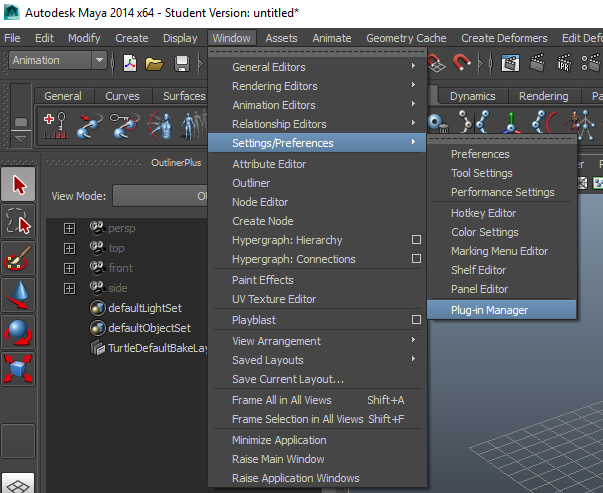 Autodesk Maya 2014 x64 - Student Version: untitled*
File Edit Modify Create Display Window Assets Animate Geometry Cache Create Deformers Edit Def
Animation
General Curves Surfaces Dynamics Rendering Pa
OutlinerPlus
View Mode:
persp
top
front
side
defaultLightSet
defaultObjectSet
TurtleDefaultBakeLay
General Editors
Rendering Editors
Animation Editors
Relationship Editors
Settings/Preferences
Attribute Editor
Outliner
Node Editor
Create Node
Hypergraph: Hierarchy
Hypergraph: Connections
Paint Effects
UV Texture Editor
Playblast
View Arrangement
Saved Layouts
Save Current Layout...
Frame All in All Views Shift+A
Frame Selection in All Views Shift+F
Minimize Application
Raise Main Window
Raise Application Windows
Preferences
Tool Settings
Performance Settings
Hotkey Editor
Color Settings
Marking Menu Editor
Shelf Editor
Panel Editor
Plug-in Manager